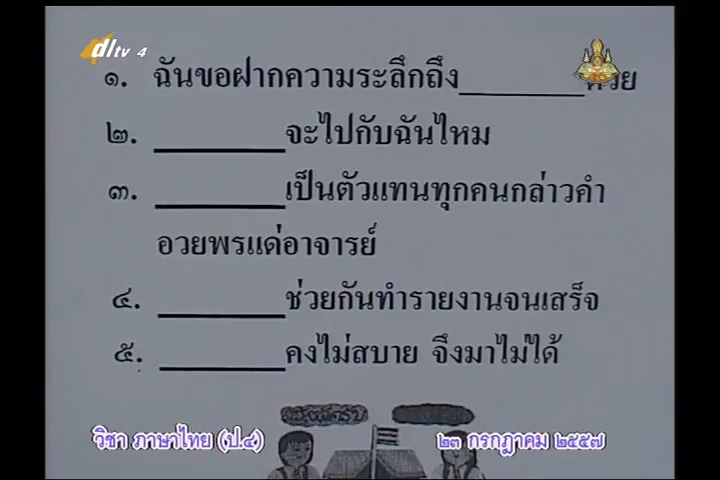 dltv 4
๑. ฉันขอฝากความระลึกถึง________ด้วย
๒. ________จะไปกับฉันไหม
๓. ________เป็นตัวแทนทุกคนกล่าวคำ
อวยพรแด่อาจารย์
๔. ________ช่วยกันทำรายงานจนเสร็จ
๕. ________คงไม่สบาย จึงมาไม่ได้
วิชา ภาษาไทย (ป.๔)
๒๓ กรกฎาคม ๒๕๕๗